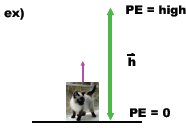 ex)
PE = high
h
PE = 0